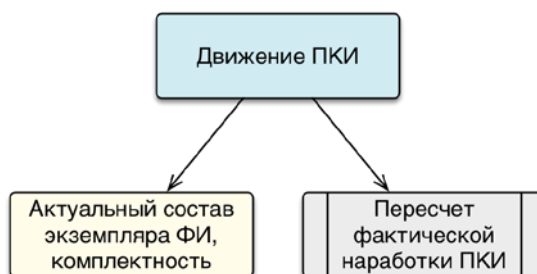 Движение ПКИ
Актуальный состав
экземпляра ФИ,
комплектность
Пересчет
фактической
наработки ПКИ